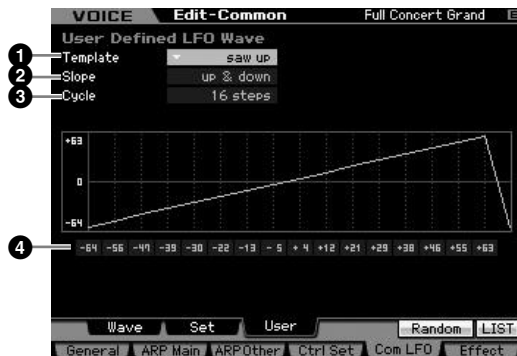 VOICE Edit-Common Full Concert Grand E
User Defined LFO Wave
1 Template saw up
2 Slope up & down
3 Cycle 16 steps
+63
0
-64
4 -64 -56 -47 -39 -30 -22 -13 - 5 + 4 +12 +21 +29 +38 +46 +55 +63
Wave Set User Random LIST
General ARP Main ARP Other Ctrl Set Com LFO Effect